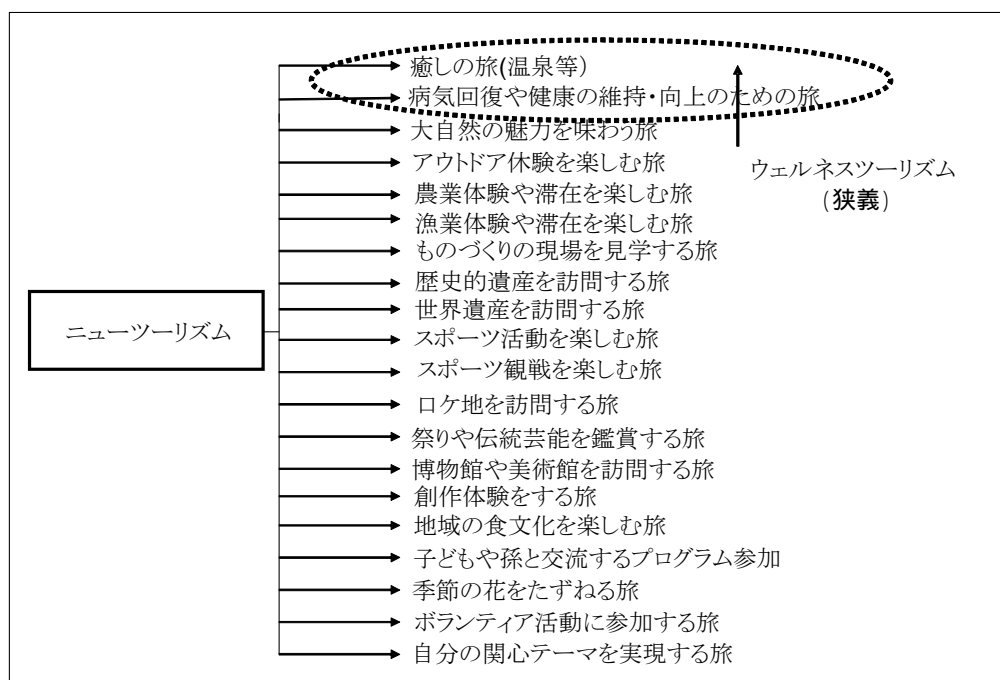 癒しの旅(温泉等)
病気回復や健康の維持・向上のための旅
大自然の魅力を味わう旅
アウトドア体験を楽しむ旅
農業体験や滞在を楽しむ旅
漁業体験や滞在を楽しむ旅
ものづくりの現場を見学する旅
歴史的遺産を訪問する旅
世界遺産を訪問する旅
スポーツ活動を楽しむ旅
スポーツ観戦を楽しむ旅
ロケ地を訪問する旅
祭りや伝統芸能を鑑賞する旅
博物館や美術館を訪問する旅
創作体験をする旅
地域の食文化を楽しむ旅
子どもや孫と交流するプログラム参加
季節の花をたずねる旅
ボランティア活動に参加する旅
自分の関心テーマを実現する旅
ニューツーリズム
ウェルネスツーリズム
(狭義)